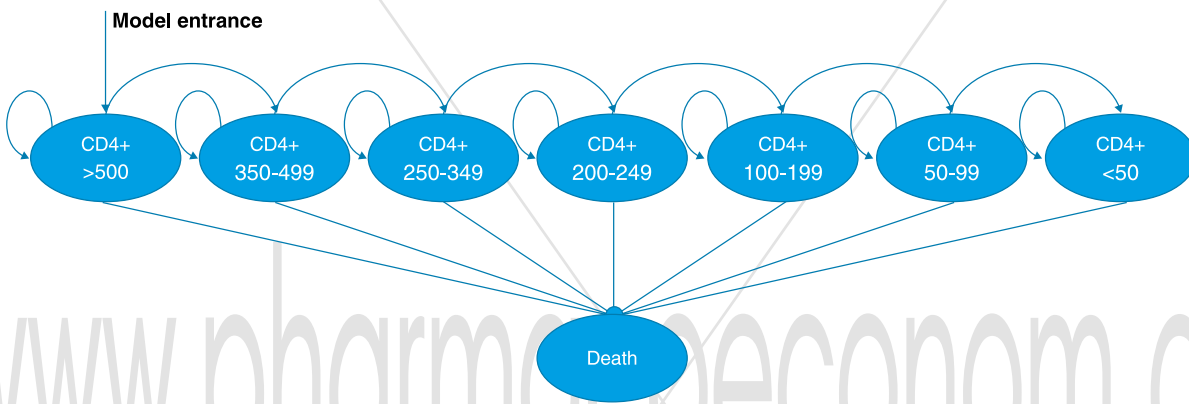 Model entrance
CD4+
>500
CD4+
350-499
CD4+
250-349
CD4+
200-249
CD4+
100-199
CD4+
50-99
CD4+
<50
Death